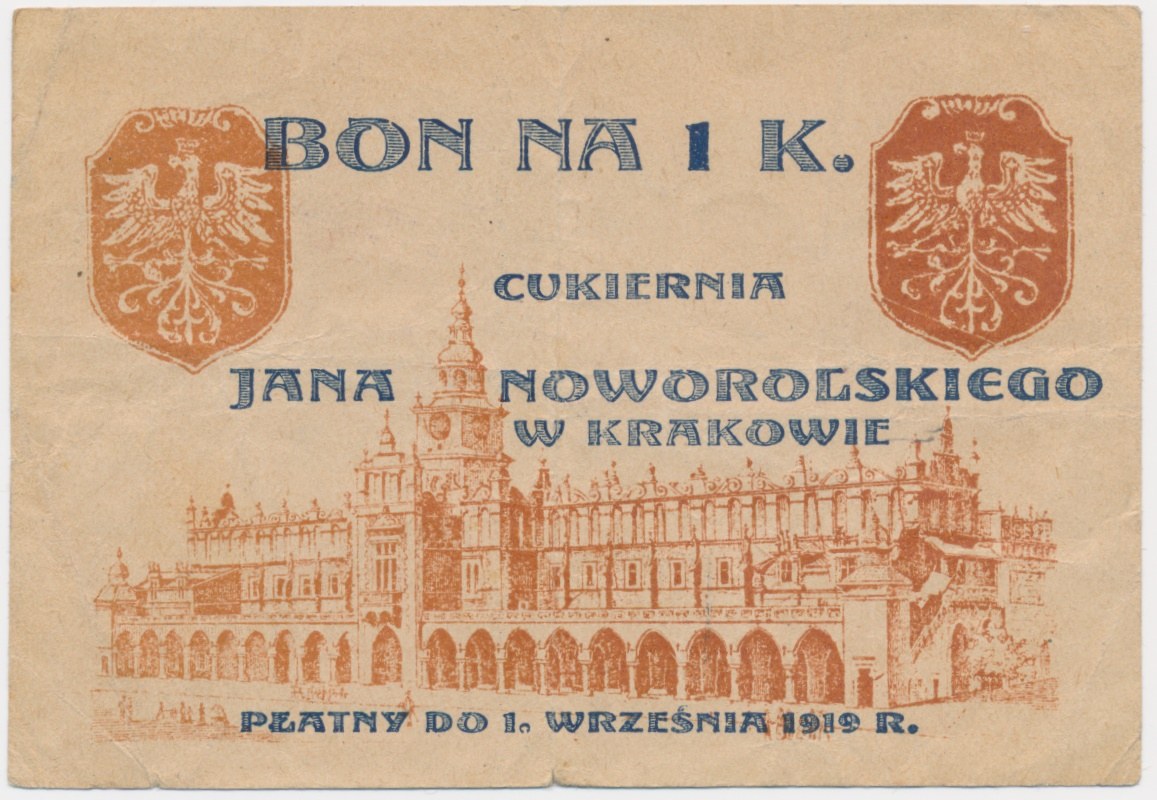 BON NA 1 K.
CUKIERNIA
JANA NOWOROLSKIEGO
W KRAKOWIE
PŁATNY DO 1. WRZEŚNIA 1919 R.